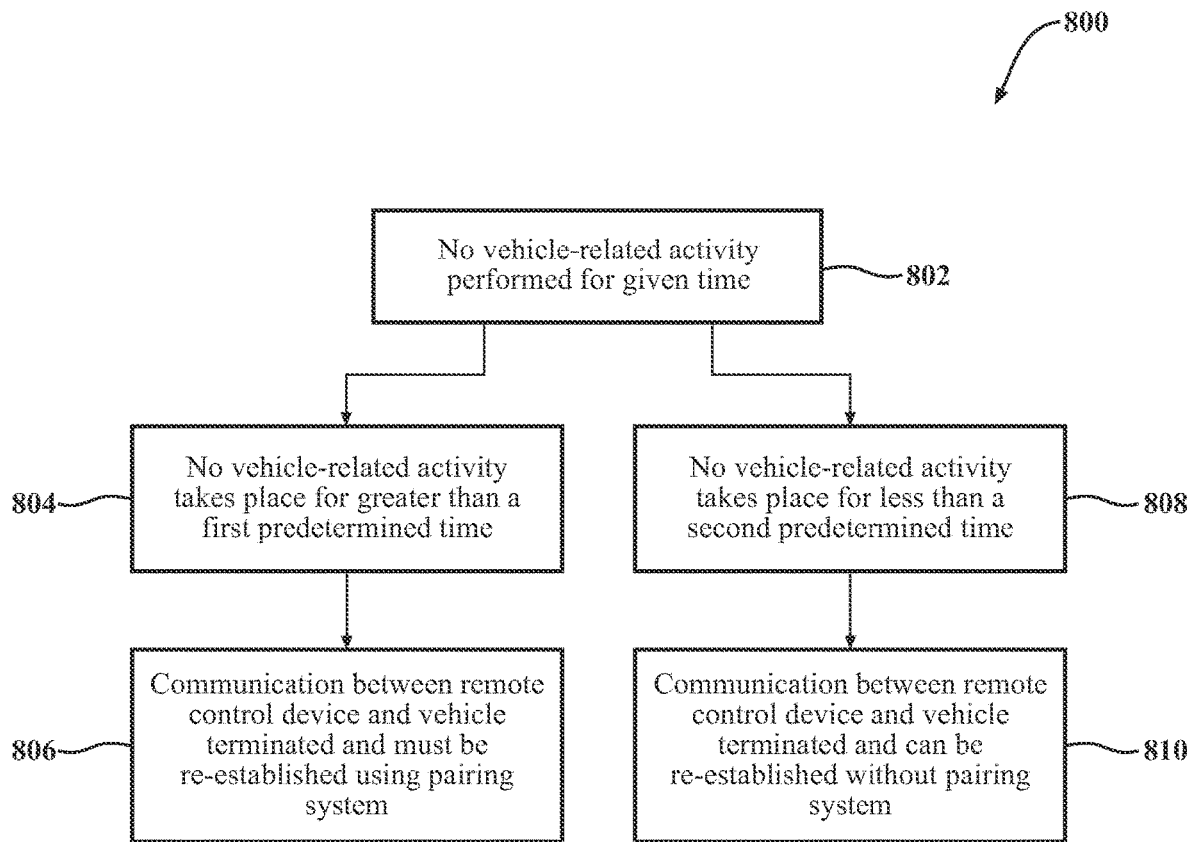 800
No vehicle-related activity
performed for given time
802
No vehicle-related activity
takes place for greater than a
first predetermined time
804
No vehicle-related activity
takes place for less than a
second predetermined time
808
Communication between remote
control device and vehicle
terminated and must be
re-established using pairing
system
806
Communication between remote
control device and vehicle
terminated and can be
re-established without pairing
system
810